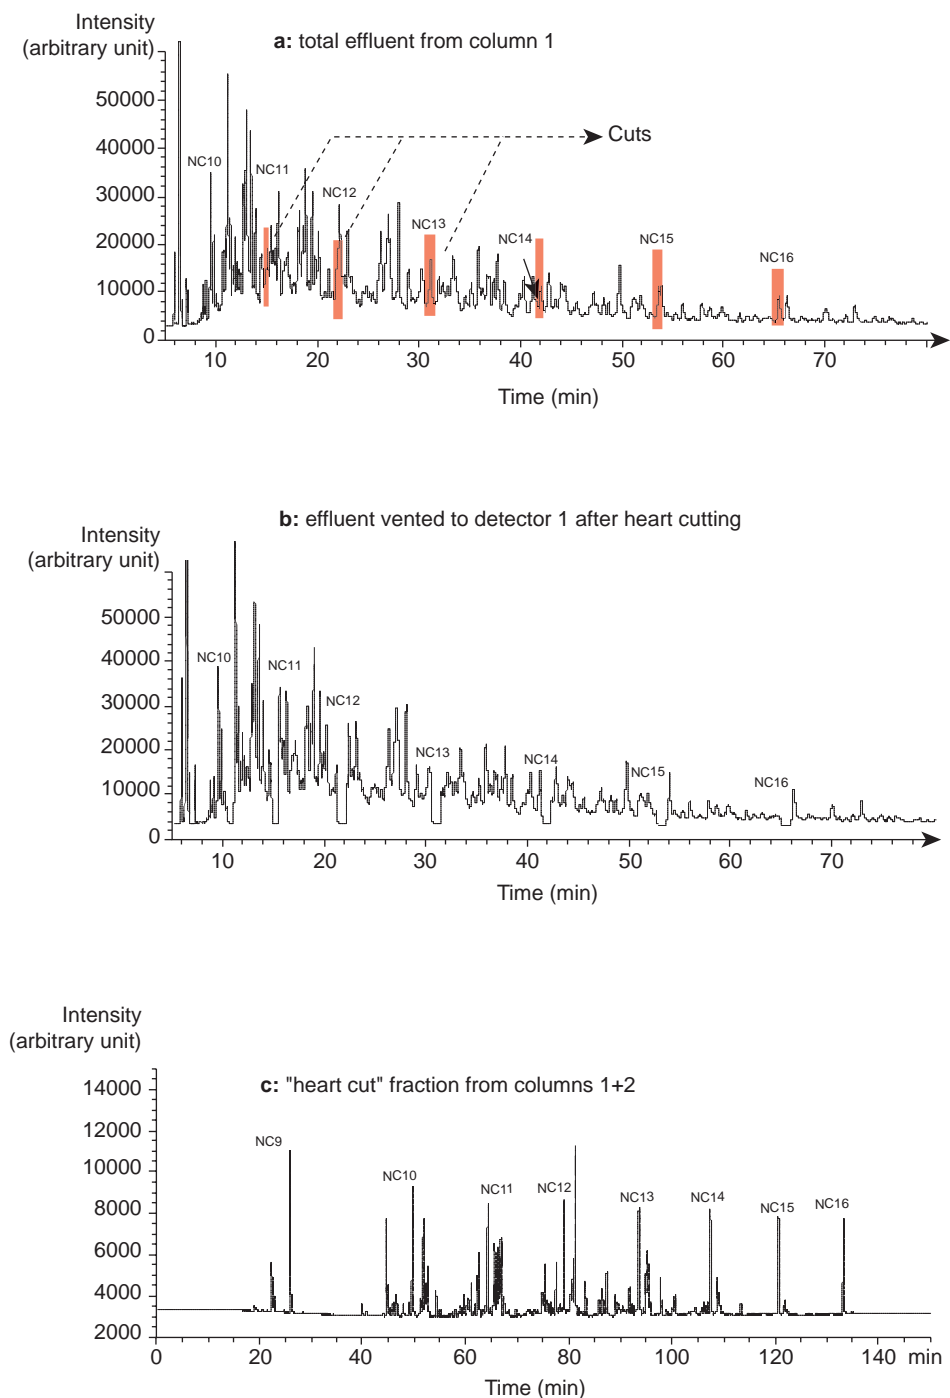 Intensity
(arbitrary unit)
a: total effluent from column 1
50000
40000
30000
20000
10000
0
NC10
NC11
NC12
NC13
NC14
NC15
NC16
Cuts
10 20 30 40 50 60 70
Time (min)
b: effluent vented to detector 1 after heart cutting
Intensity
(arbitrary unit)
50000
40000
30000
20000
10000
0
NC10
NC11
NC12
NC13
NC14
NC15
NC16
10 20 30 40 50 60 70
Time (min)
Intensity
(arbitrary unit)
c: "heart cut" fraction from columns 1+2
14000
12000
10000
8000
6000
4000
2000
NC9
NC10
NC11
NC12
NC13
NC14
NC15
NC16
0 20 40 60 80 100 120 140 min
Time (min)